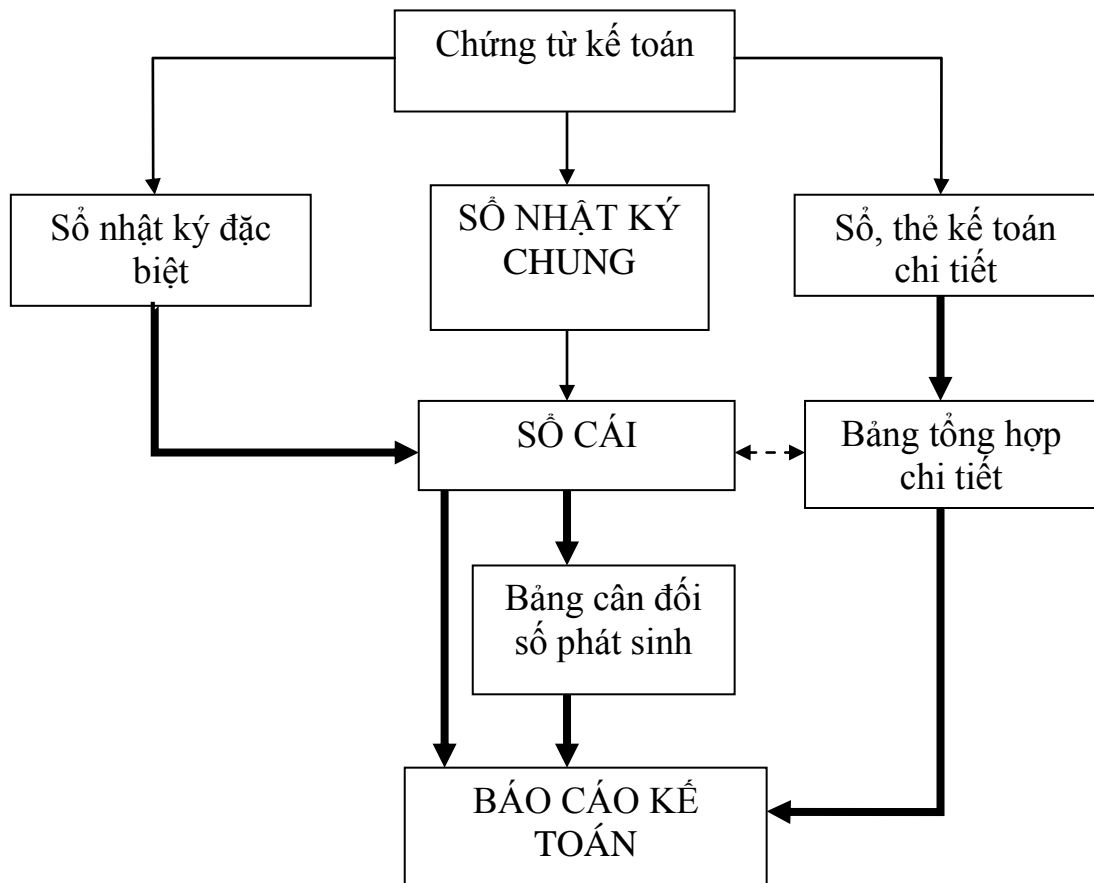 Chứng từ kế toán
Sổ nhật ký đặc
biệt
SỔ NHẬT KÝ
CHUNG
Sổ, thẻ kế toán
chi tiết
SỔ CÁI
Bảng tổng hợp
chi tiết
Bảng cân đối
số phát sinh
BÁO CÁO KẾ
TOÁN